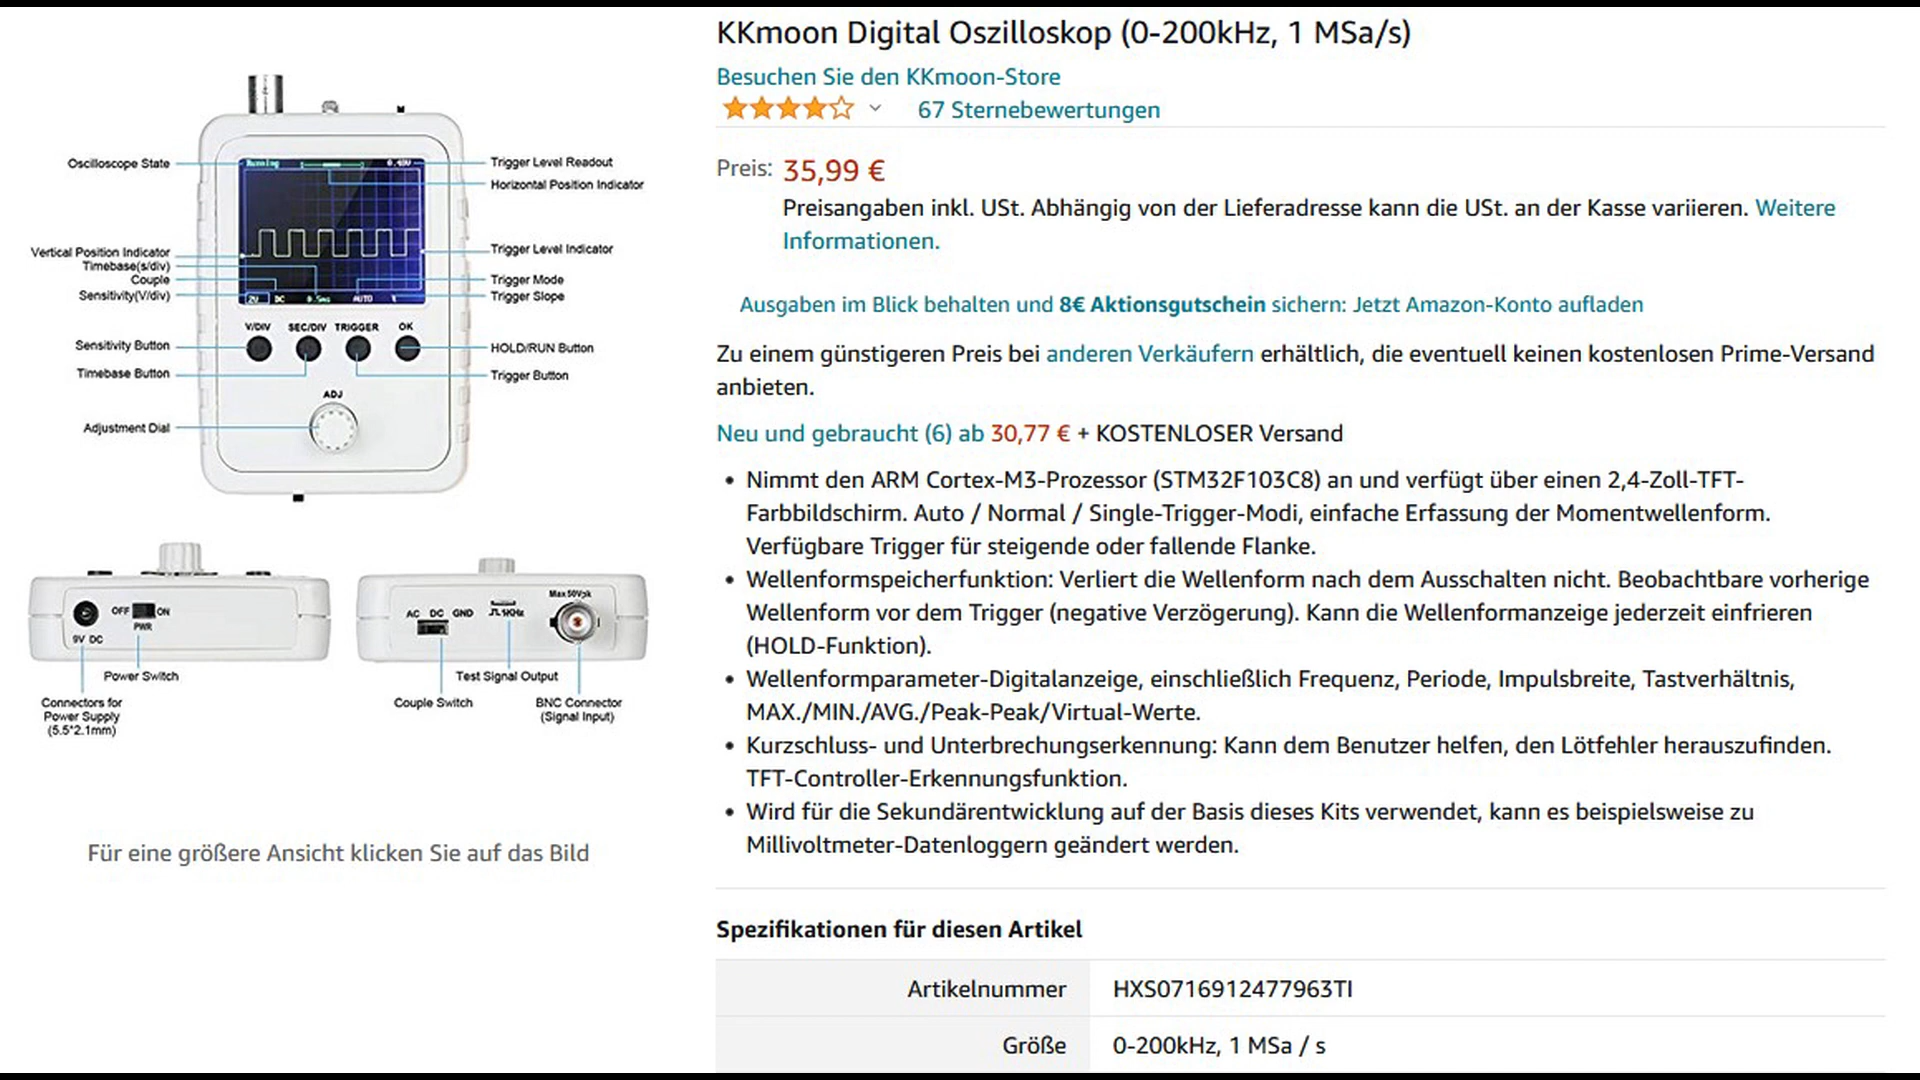 KKmoon Digital Oszilloskop (0-200kHz, 1 MSa/s)
Besuchen Sie den KKmoon-Store
67 Sternebewertungen
Preis: 35,99 €
Preisangaben inkl. USt. Abhängig von der Lieferadresse kann die USt. an der Kasse variieren. Weitere
Informationen.
Ausgaben im Blick behalten und 8€ Aktionsgutschein sichern: Jetzt Amazon-Konto aufladen
Zu einem günstigeren Preis bei anderen Verkäufern erhältlich, die eventuell keinen kostenlosen Prime-Versand
anbieten.
Neu und gebraucht (6) ab 30,77 € + KOSTENLOSER Versand
• Nimmt den ARM Cortex-M3-Prozessor (STM32F103C8) an und verfügt über einen 2,4-Zoll-TFT-
Farbbildschirm. Auto / Normal / Single-Trigger-Modi, einfache Erfassung der Momentwellenform.
Verfügbare Trigger für steigende oder fallende Flanke.
• Wellenformspeicherfunktion: Verliert die Wellenform nach dem Ausschalten nicht. Beobachtbare vorherige
Wellenform vor dem Trigger (negative Verzögerung). Kann die Wellenformanzeige jederzeit einfrieren
(HOLD-Funktion).
• Wellenformparameter-Digitalanzeige, einschließlich Frequenz, Periode, Impulsbreite, Tastverhältnis,
MAX./MIN./AVG./Peak-Peak/Virtual-Werte.
• Kurzschluss- und Unterbrechungserkennung: Kann dem Benutzer helfen, den Lötfehler herauszufinden.
TFT-Controller-Erkennungsfunktion.
• Wird für die Sekundärentwicklung auf der Basis dieses Kits verwendet, kann es beispielsweise zu
Millivoltmeter-Datenloggern geändert werden.
Spezifikationen für diesen Artikel
Artikelnummer HXS0716912477963TI
Größe 0-200kHz, 1 MSa / s
Oscilloscope State
Vertical Position Indicator
Timebase(s/div)
Couple
Sensitivity(V/div)
Sensitivity Button
Timebase Button
Adjustment Dial
Running
2V DC 0.5ms AUTO
V/DIV SEC/DIV TRIGGER OK
ADJ
Trigger Level Readout
Horizontal Position Indicator
Trigger Level Indicator
Trigger Mode
Trigger Slope
HOLD/RUN Button
Trigger Button
OFF ON
PWR
9V DC
Power Switch
Connectors for
Power Supply
(5.5*2.1mm)
AC DC GND
1KHz
Max50Vpk
Test Signal Output
Couple Switch
BNC Connector
(Signal Input)
Für eine größere Ansicht klicken Sie auf das Bild